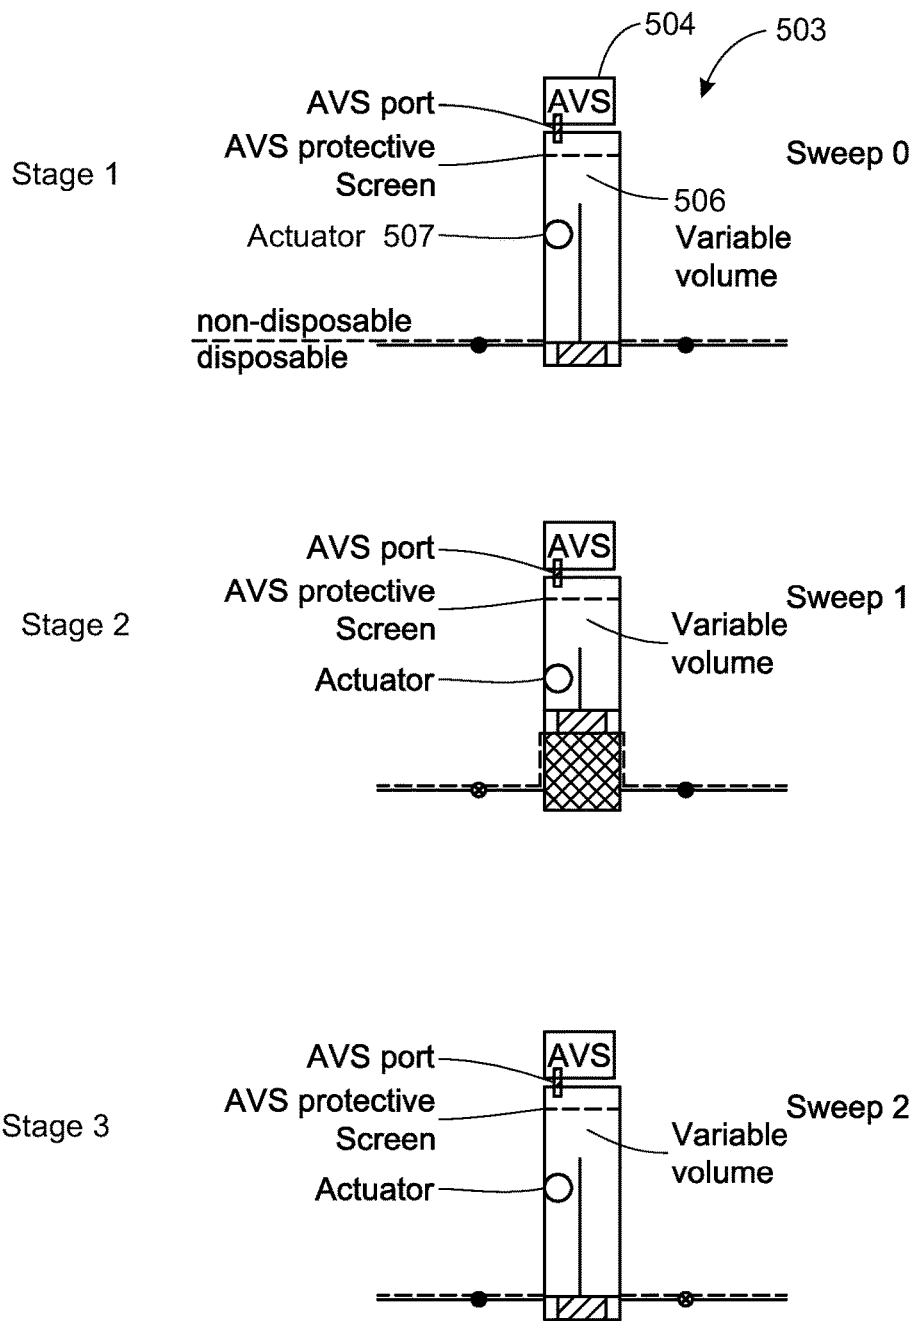 504
503
AVS
AVS port
AVS protective
Screen
Sweep 0
Stage 1
506
Actuator 507
Variable
volume
non-disposable
disposable
AVS
AVS port
AVS protective
Screen
Sweep 1
Stage 2
Variable
volume
Actuator
AVS
AVS port
AVS protective
Screen
Sweep 2
Stage 3
Variable
volume
Actuator